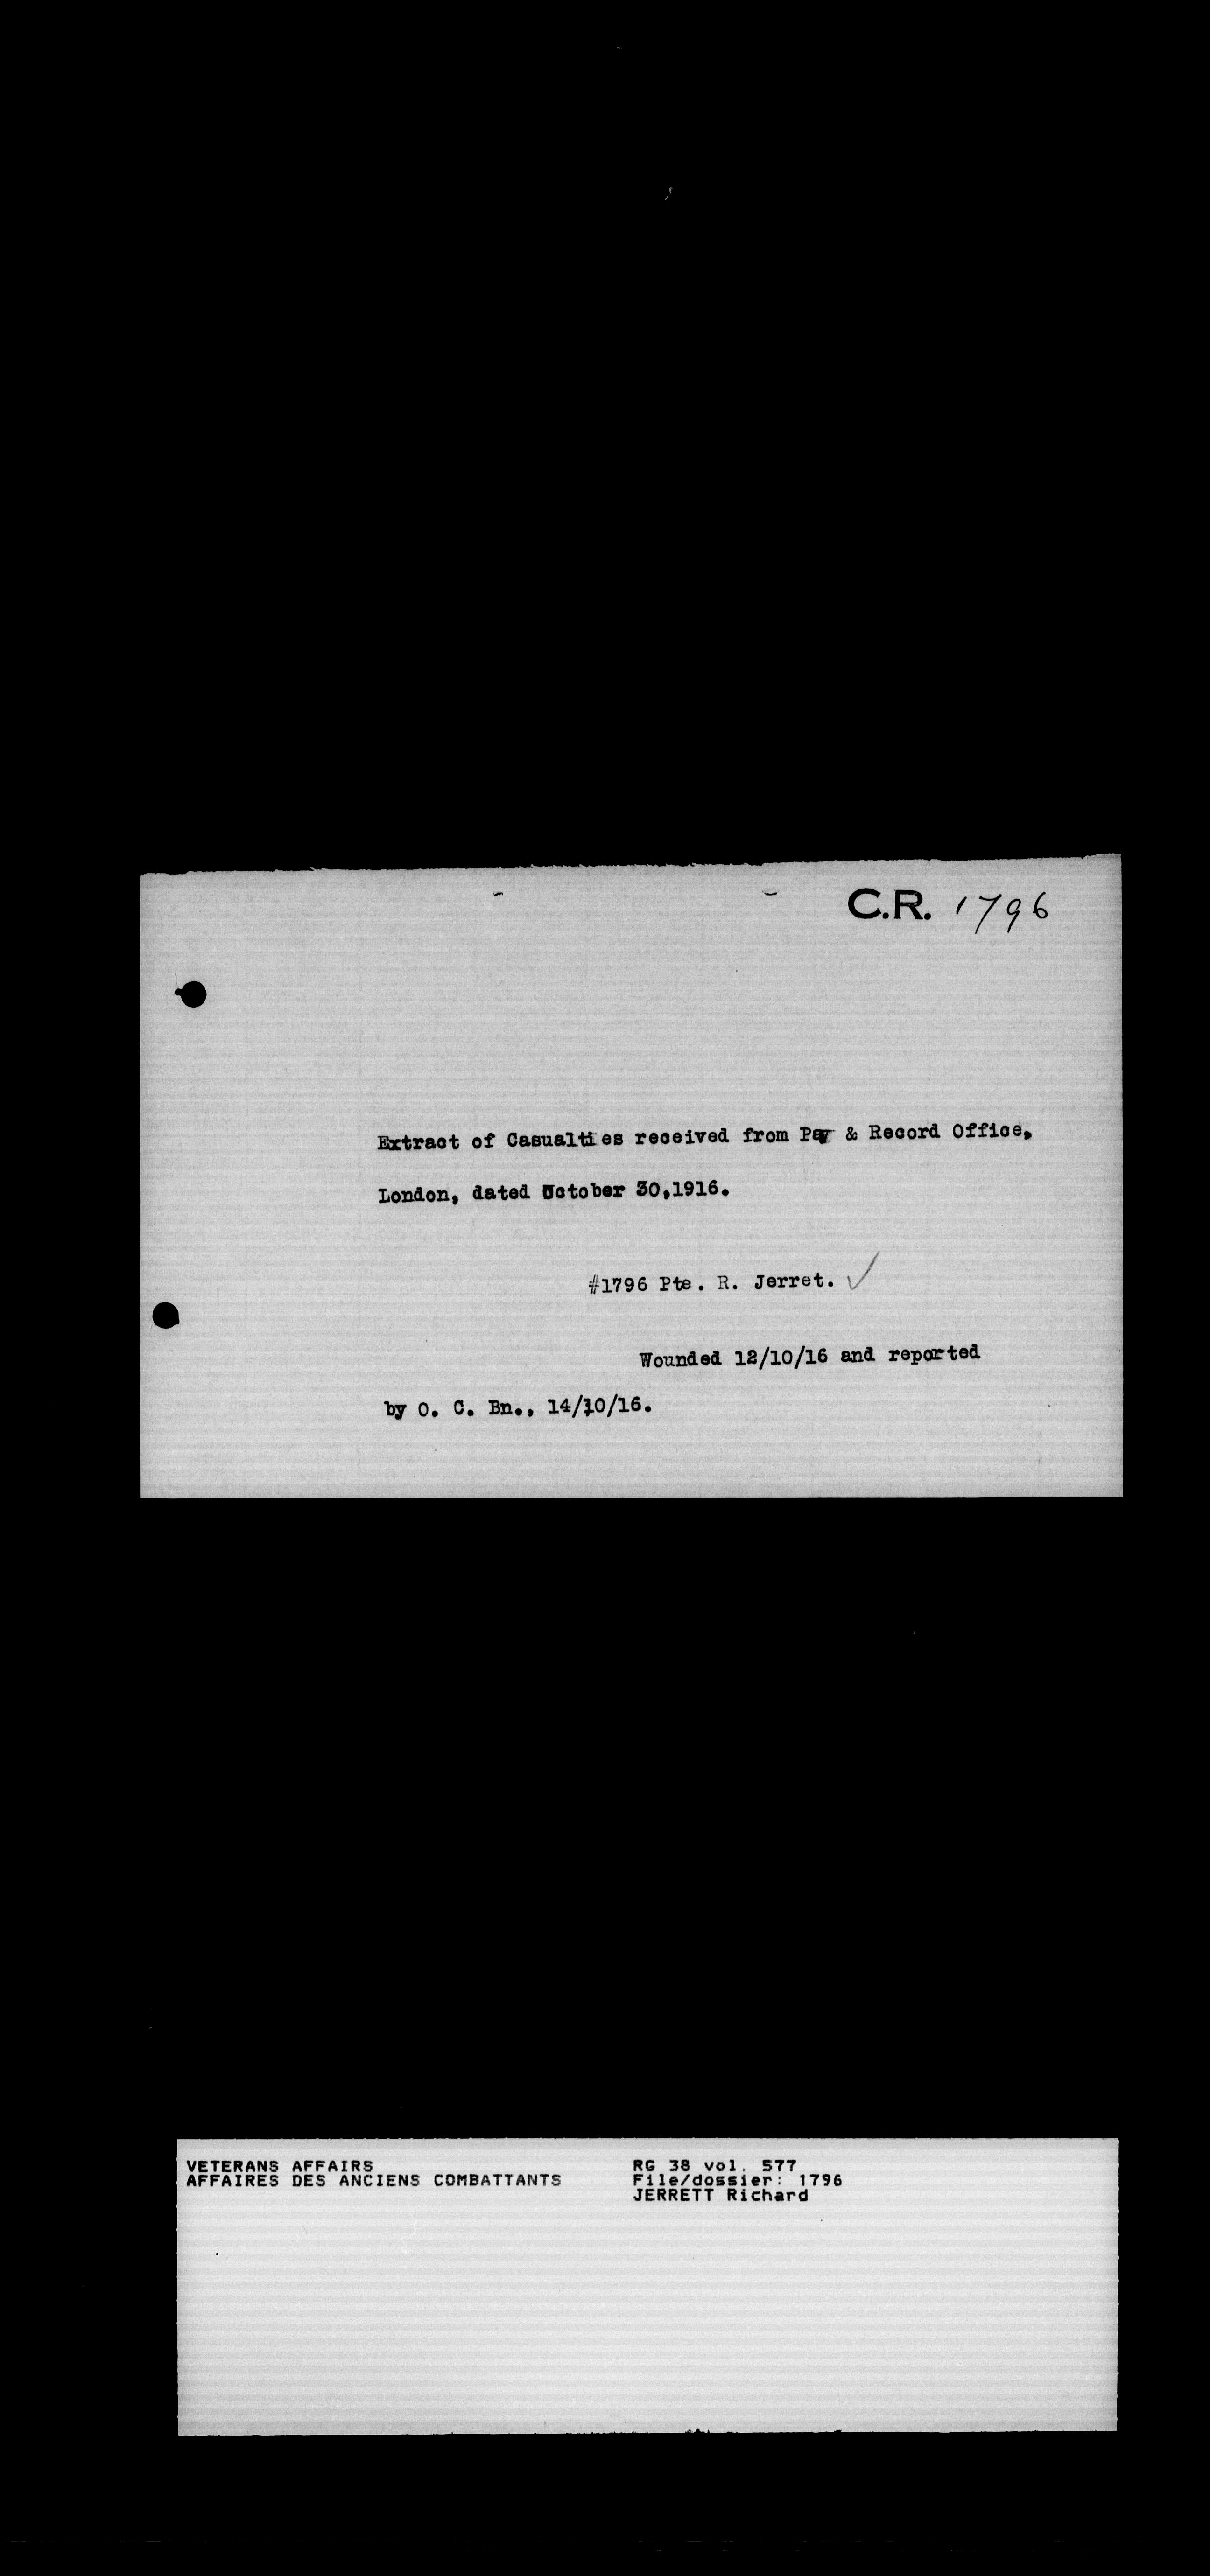 C.R. 1796
Extract of Casualties received from Pay & Record Office,
London, dated October 30,1916.
#1796 Pte. R. Jerret. ✓
Wounded 12/10/16 and reported
by O. C. Bn., 14/10/16.
VETERANS AFFAIRS
AFFAIRES DES ANCIENS COMBATTANTS
RG 38 vol. 577
File/dossier: 1796
JERRETT Richard